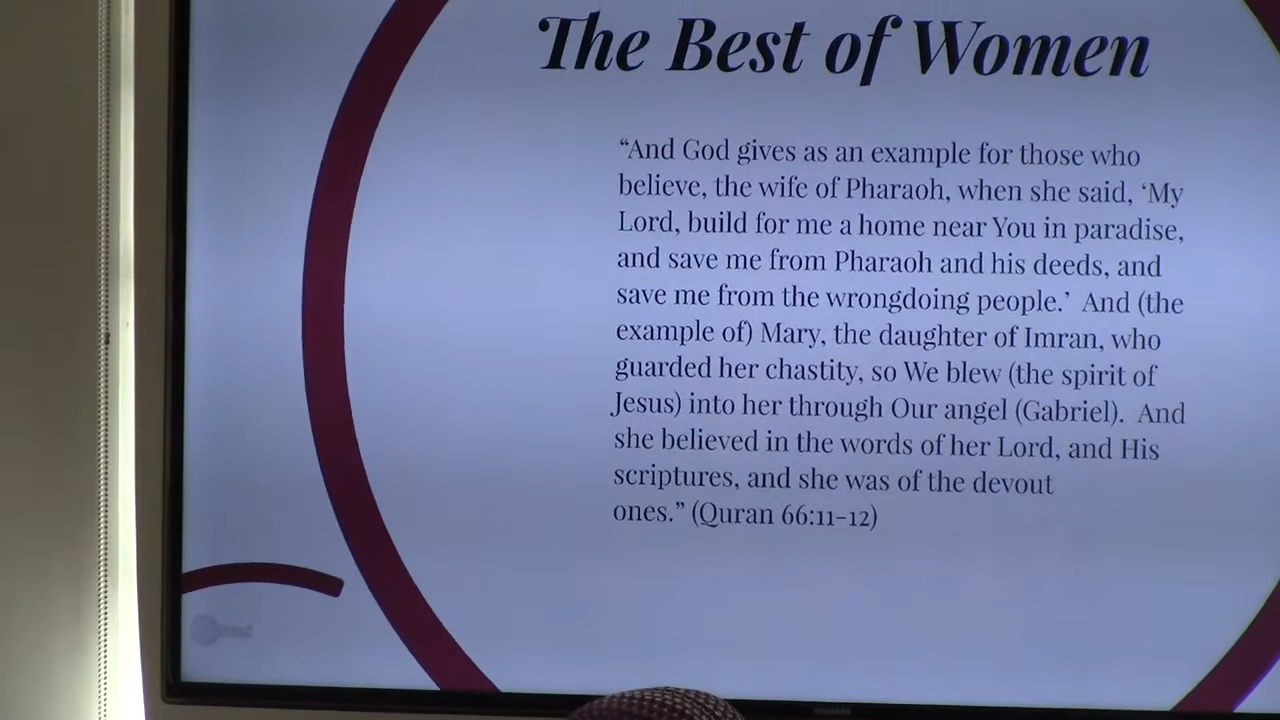 The Best of Women
“And God gives as an example for those who
believe, the wife of Pharaoh, when she said, ‘My
Lord, build for me a home near You in paradise,
and save me from Pharaoh and his deeds, and
save me from the wrongdoing people.’ And (the
example of) Mary, the daughter of Imran, who
guarded her chastity, so We blew (the spirit of
Jesus) into her through Our angel (Gabriel). And
she believed in the words of her Lord, and His
scriptures, and she was of the devout
ones.” (Quran 66:11-12)